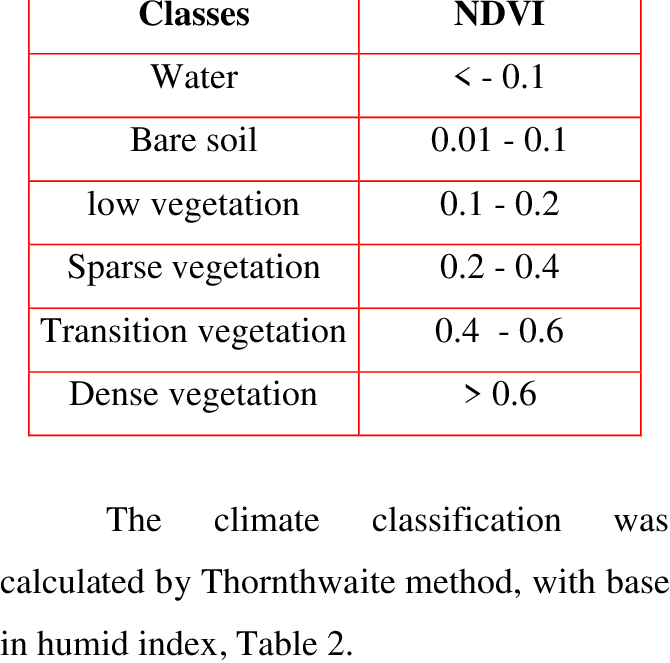 Classes NDVI
Water < - 0.1
Bare soil 0.01 - 0.1
low vegetation 0.1 - 0.2
Sparse vegetation 0.2 - 0.4
Transition vegetation 0.4  - 0.6
Dense vegetation > 0.6
The climate classification was
calculated by Thornthwaite method, with base
in humid index, Table 2.